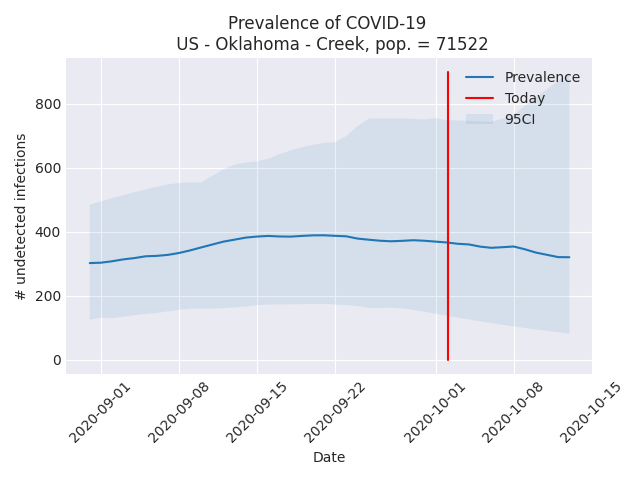 Prevalence of COVID-19
US - Oklahoma - Creek, pop. = 71522
Prevalence
Today
95CI
# undetected infections
800
600
400
200
0
2020-09-01
2020-09-08
2020-09-15
2020-09-22
2020-10-01
2020-10-08
2020-10-15
Date